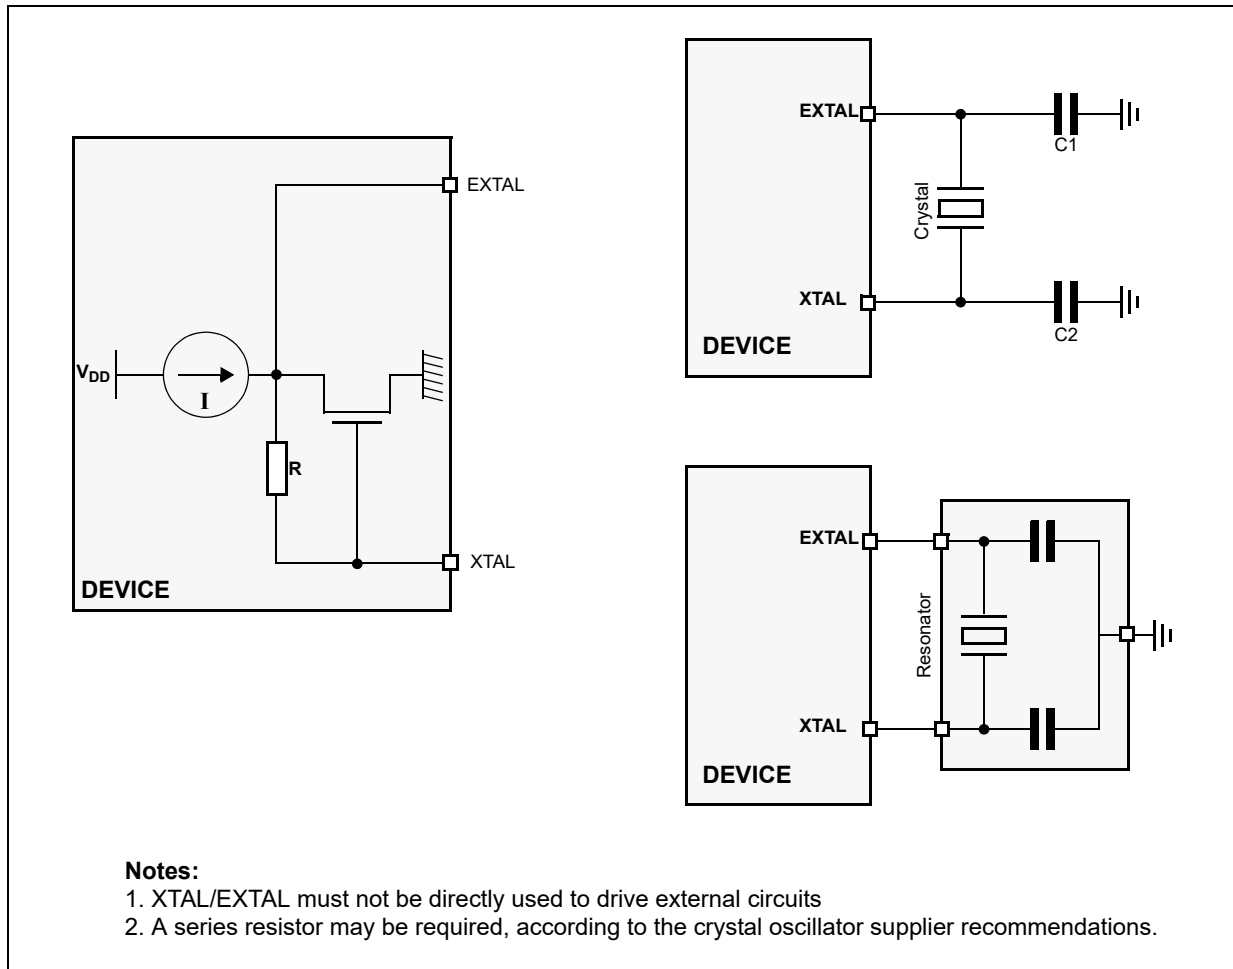 EXTAL
V_DD
I
R
XTAL
DEVICE
EXTAL
C1
Crystal
XTAL
C2
DEVICE
EXTAL
Resonator
XTAL
DEVICE
Notes:
1. XTAL/EXTAL must not be directly used to drive external circuits
2. A series resistor may be required, according to the crystal oscillator supplier recommendations.